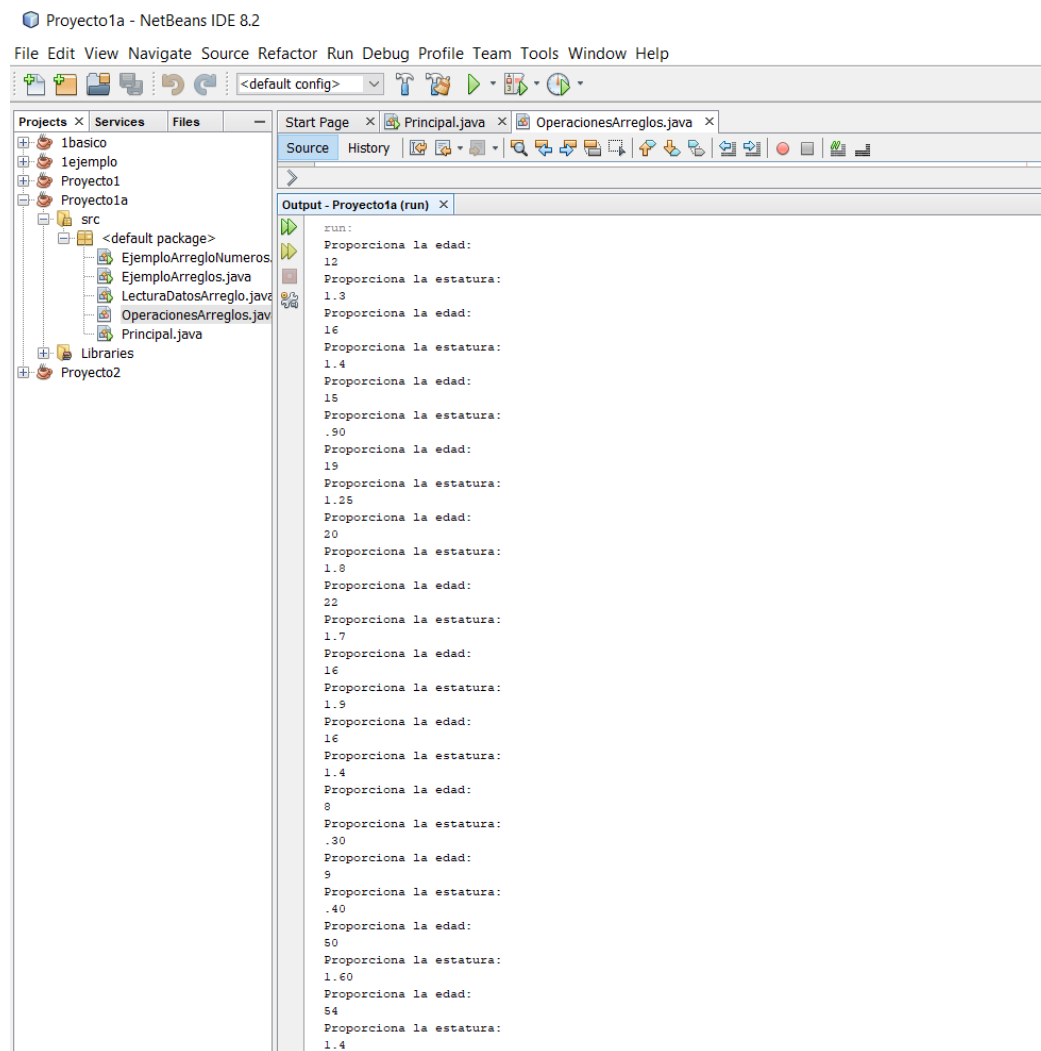 Proyecto1a - NetBeans IDE 8.2
File Edit View Navigate Source Refactor Run Debug Profile Team Tools Window Help
<default config>
Projects Services Files
1basico
1ejemplo
Proyecto1
Proyecto1a
src
<default package>
EjemploArregloNumeros.
EjemploArreglos.java
LecturaDatosArreglo.java
OperacionesArreglos.jav
Principal.java
Libraries
Proyecto2
Start Page Principal.java OperacionesArreglos.java
Source History
Output - Proyecto1a (run)
run:
Proporciona la edad:
12
Proporciona la estatura:
1.3
Proporciona la edad:
16
Proporciona la estatura:
1.4
Proporciona la edad:
15
Proporciona la estatura:
.90
Proporciona la edad:
19
Proporciona la estatura:
1.25
Proporciona la edad:
20
Proporciona la estatura:
1.8
Proporciona la edad:
22
Proporciona la estatura:
1.7
Proporciona la edad:
16
Proporciona la estatura:
1.9
Proporciona la edad:
16
Proporciona la estatura:
1.4
Proporciona la edad:
8
Proporciona la estatura:
.30
Proporciona la edad:
9
Proporciona la estatura:
.40
Proporciona la edad:
50
Proporciona la estatura:
1.60
Proporciona la edad:
54
Proporciona la estatura:
1.4